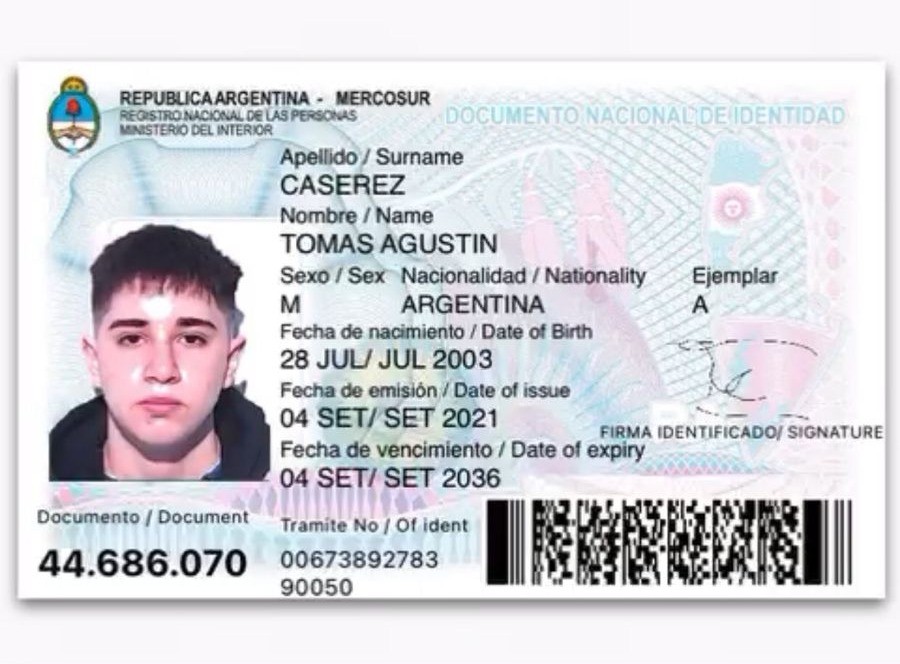 REPUBLICA ARGENTINA - MERCOSUR
REGISTRO NACIONAL DE LAS PERSONAS
MINISTERIO DEL INTERIOR
DOCUMENTO NACIONAL DE IDENTIDAD
Apellido / Surname
CASEREZ
Nombre / Name
TOMAS AGUSTIN
Sexo / Sex Nacionalidad / Nationality Ejemplar
M ARGENTINA A
Fecha de nacimiento / Date of Birth
28 JUL/ JUL 2003
Fecha de emisión / Date of issue
04 SET/ SET 2021
FIRMA IDENTIFICADO/ SIGNATURE
Fecha de vencimiento / Date of expiry
04 SET/ SET 2036
Documento / Document
44.686.070
Tramite No / Of ident
00673892783
90050